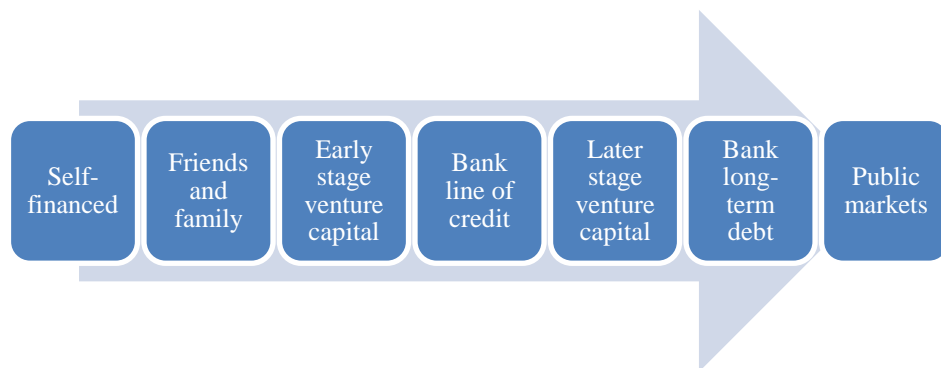 Self-
financed
Friends
and
family
Early
stage
venture
capital
Bank
line of
credit
Later
stage
venture
capital
Bank
long-
term
debt
Public
markets